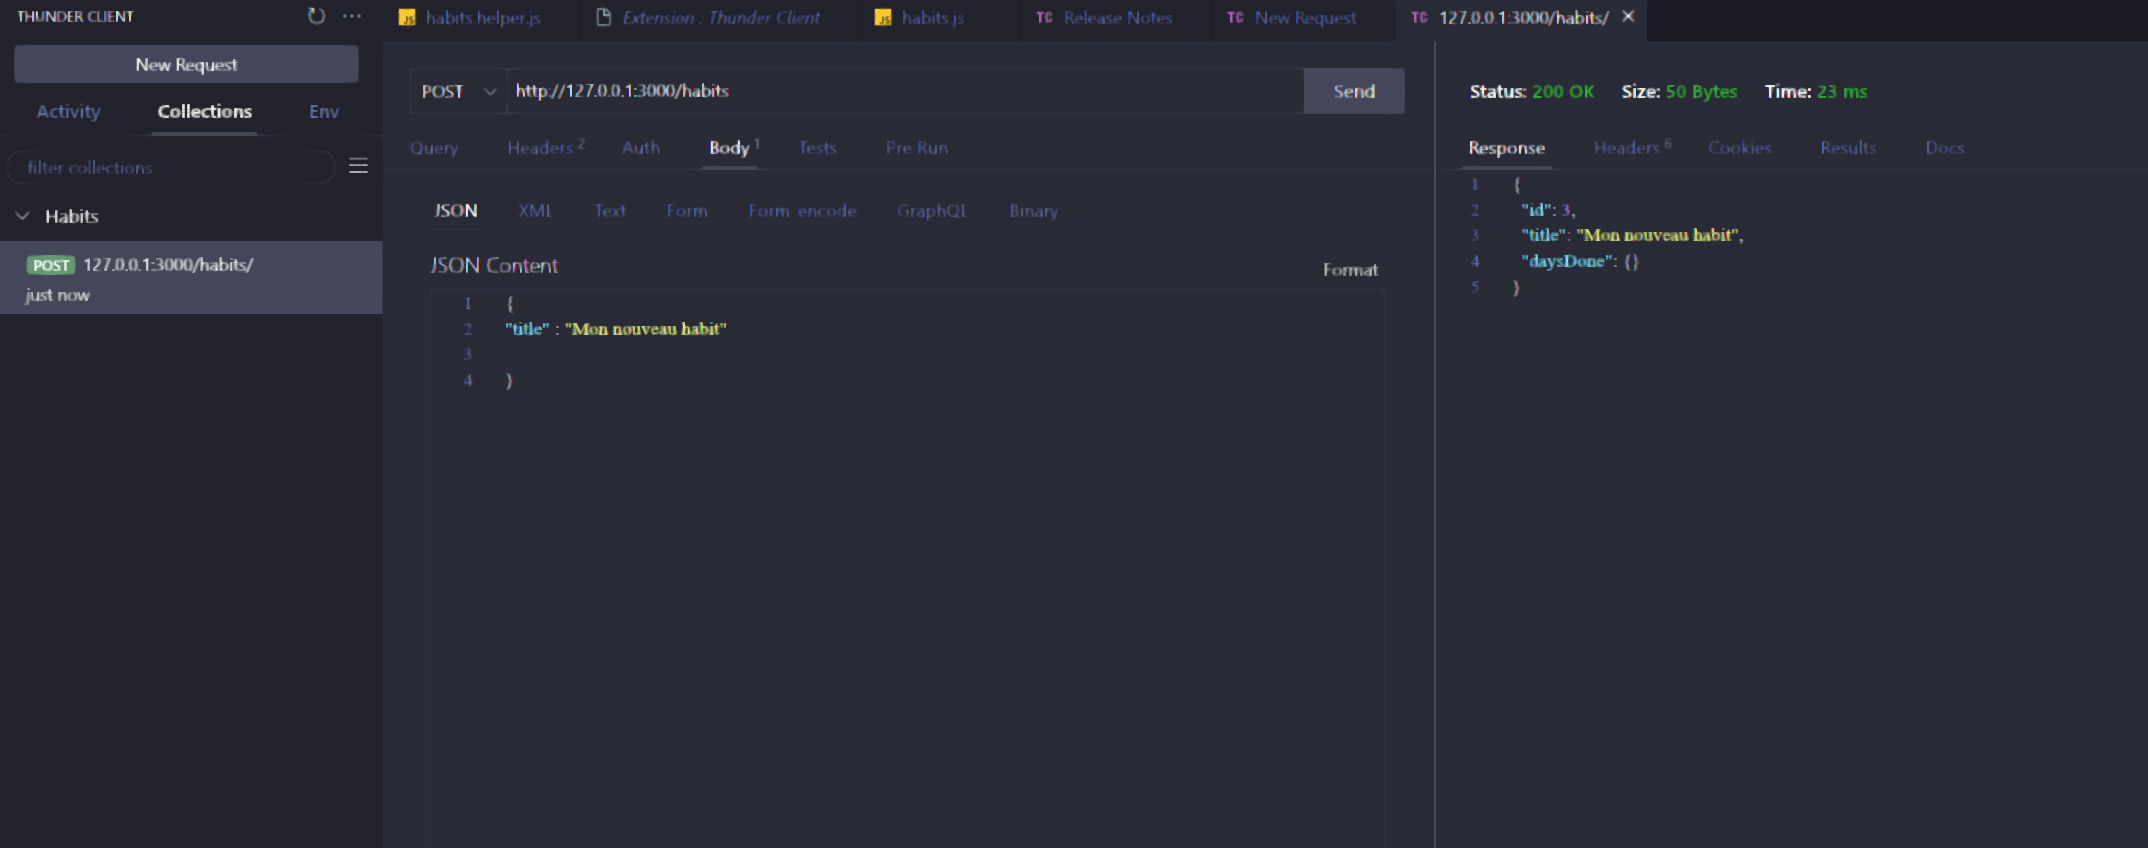 THUNDER CLIENT
New Request
Activity Collections Env
filter collections
Habits
POST 127.0.0.1:3000/habits/
just now
JS habits.helper.js
Extension : Thunder Client
JS habits.js
TC Release Notes
TC New Request
TC 127.0.0.1:3000/habits/
POST http://127.0.0.1:3000/habits Send
Query Headers 2 Auth Body 1 Tests Pre Run
JSON XML Text Form Form-encode GraphQL Binary
JSON Content
Format
1 {
2 "title" : "Mon nouveau habit"
3
4 }
Status: 200 OK Size: 50 Bytes Time: 23 ms
Response Headers 6 Cookies Results Docs
1 {
2 "id": 3,
3 "title": "Mon nouveau habit",
4 "daysDone": {}
5 }